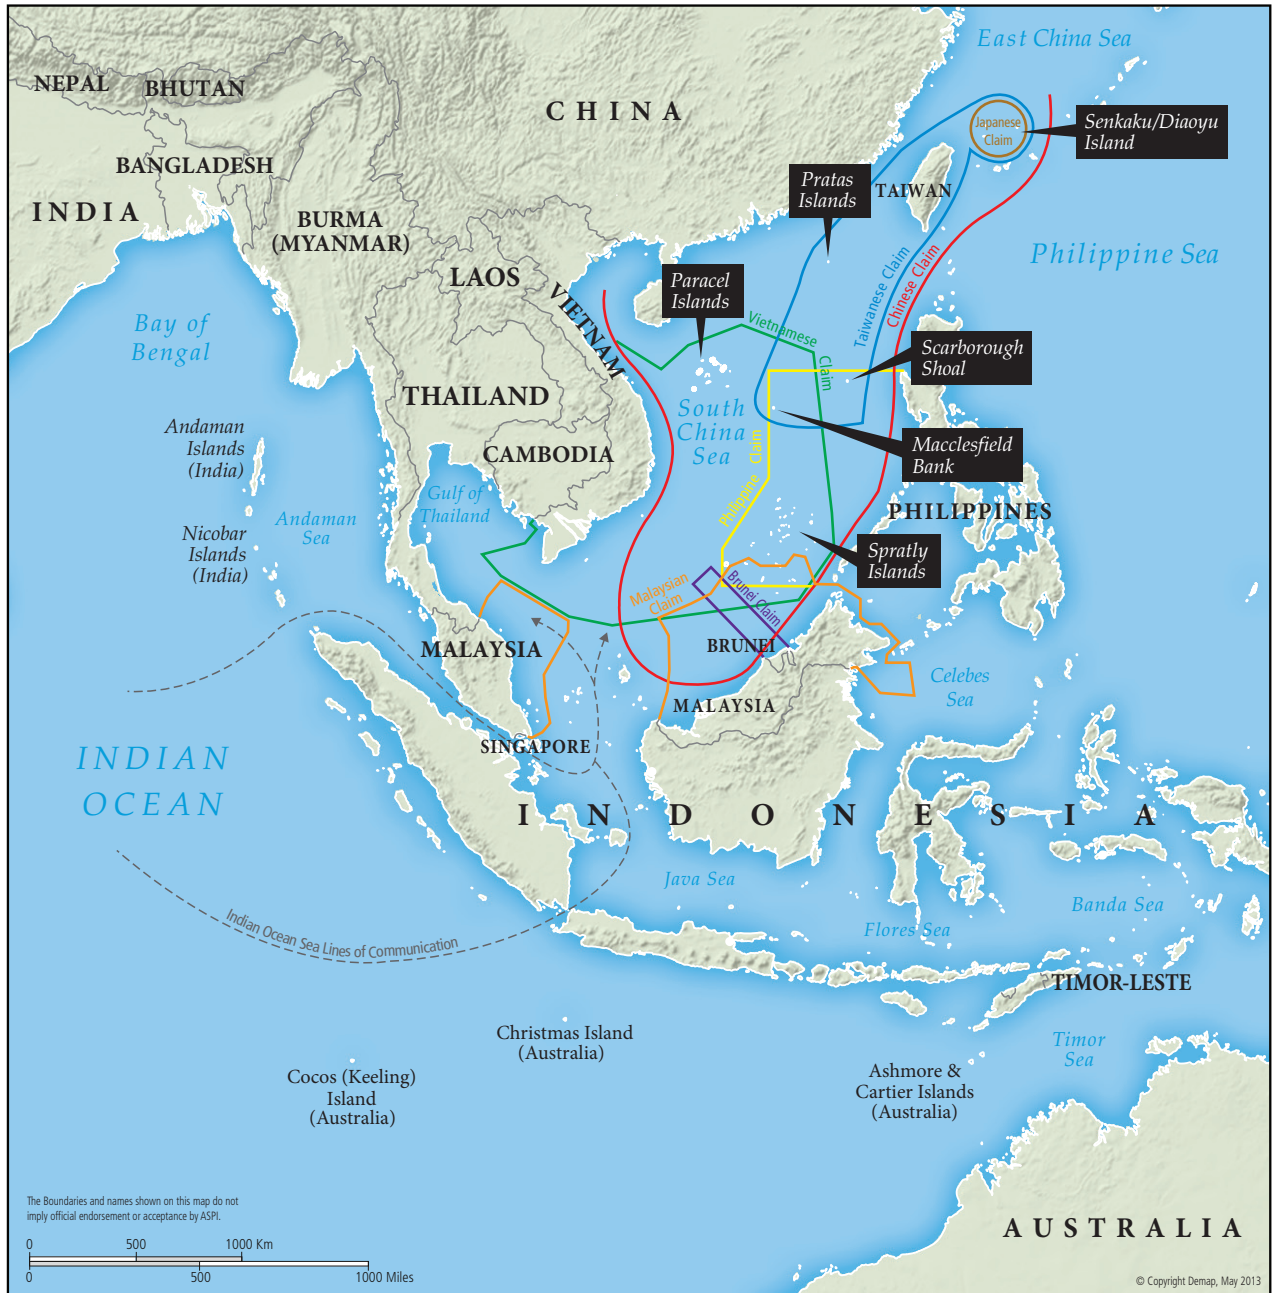 East China Sea
NEPAL
BHUTAN
CHINA
Japanese
Claim
Senkaku/Diaoyu
Island
BANGLADESH
Pratas
Islands
TAIWAN
INDIA
BURMA
(MYANMAR)
Philippine Sea
LAOS
Paracel
Islands
Taiwanese Claim
Chinese Claim
VIETNAM
Bay of
Bengal
Vietnamese
Claim
Scarborough
Shoal
THAILAND
South
China
Sea
Andaman
Islands
(India)
CAMBODIA
Philippine Claim
Macclesfield
Bank
Gulf of
Thailand
Andaman
Sea
PHILIPPINES
Nicobar
Islands
(India)
Spratly
Islands
Malaysian
Claim
Brunei Claim
MALAYSIA
BRUNEI
Celebes
Sea
MALAYSIA
SINGAPORE
INDIAN
OCEAN
INDONESIA
Java Sea
Banda Sea
Flores Sea
Indian Ocean Sea Lines of Communication
TIMOR-LESTE
Christmas Island
(Australia)
Timor
Sea
Cocos (Keeling)
Island
(Australia)
Ashmore &
Cartier Islands
(Australia)
The Boundaries and names shown on this map do not
imply official endorsement or acceptance by ASPI.
AUSTRALIA
0 500 1000 Km
0 500 1000 Miles
© Copyright Demap, May 2013